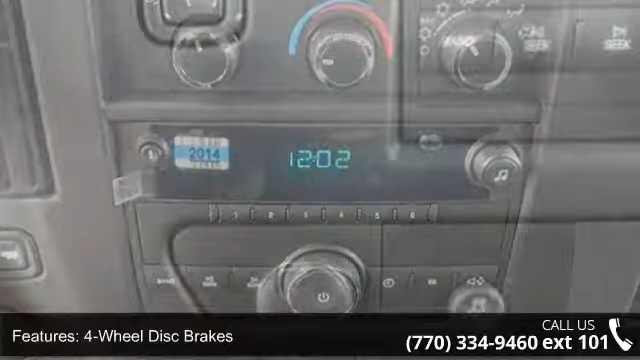 SEEK
SEEK
2014
12:02
1 2 3 4 5 6
CALL US
Features: 4-Wheel Disc Brakes
(770) 334-9460 ext 101